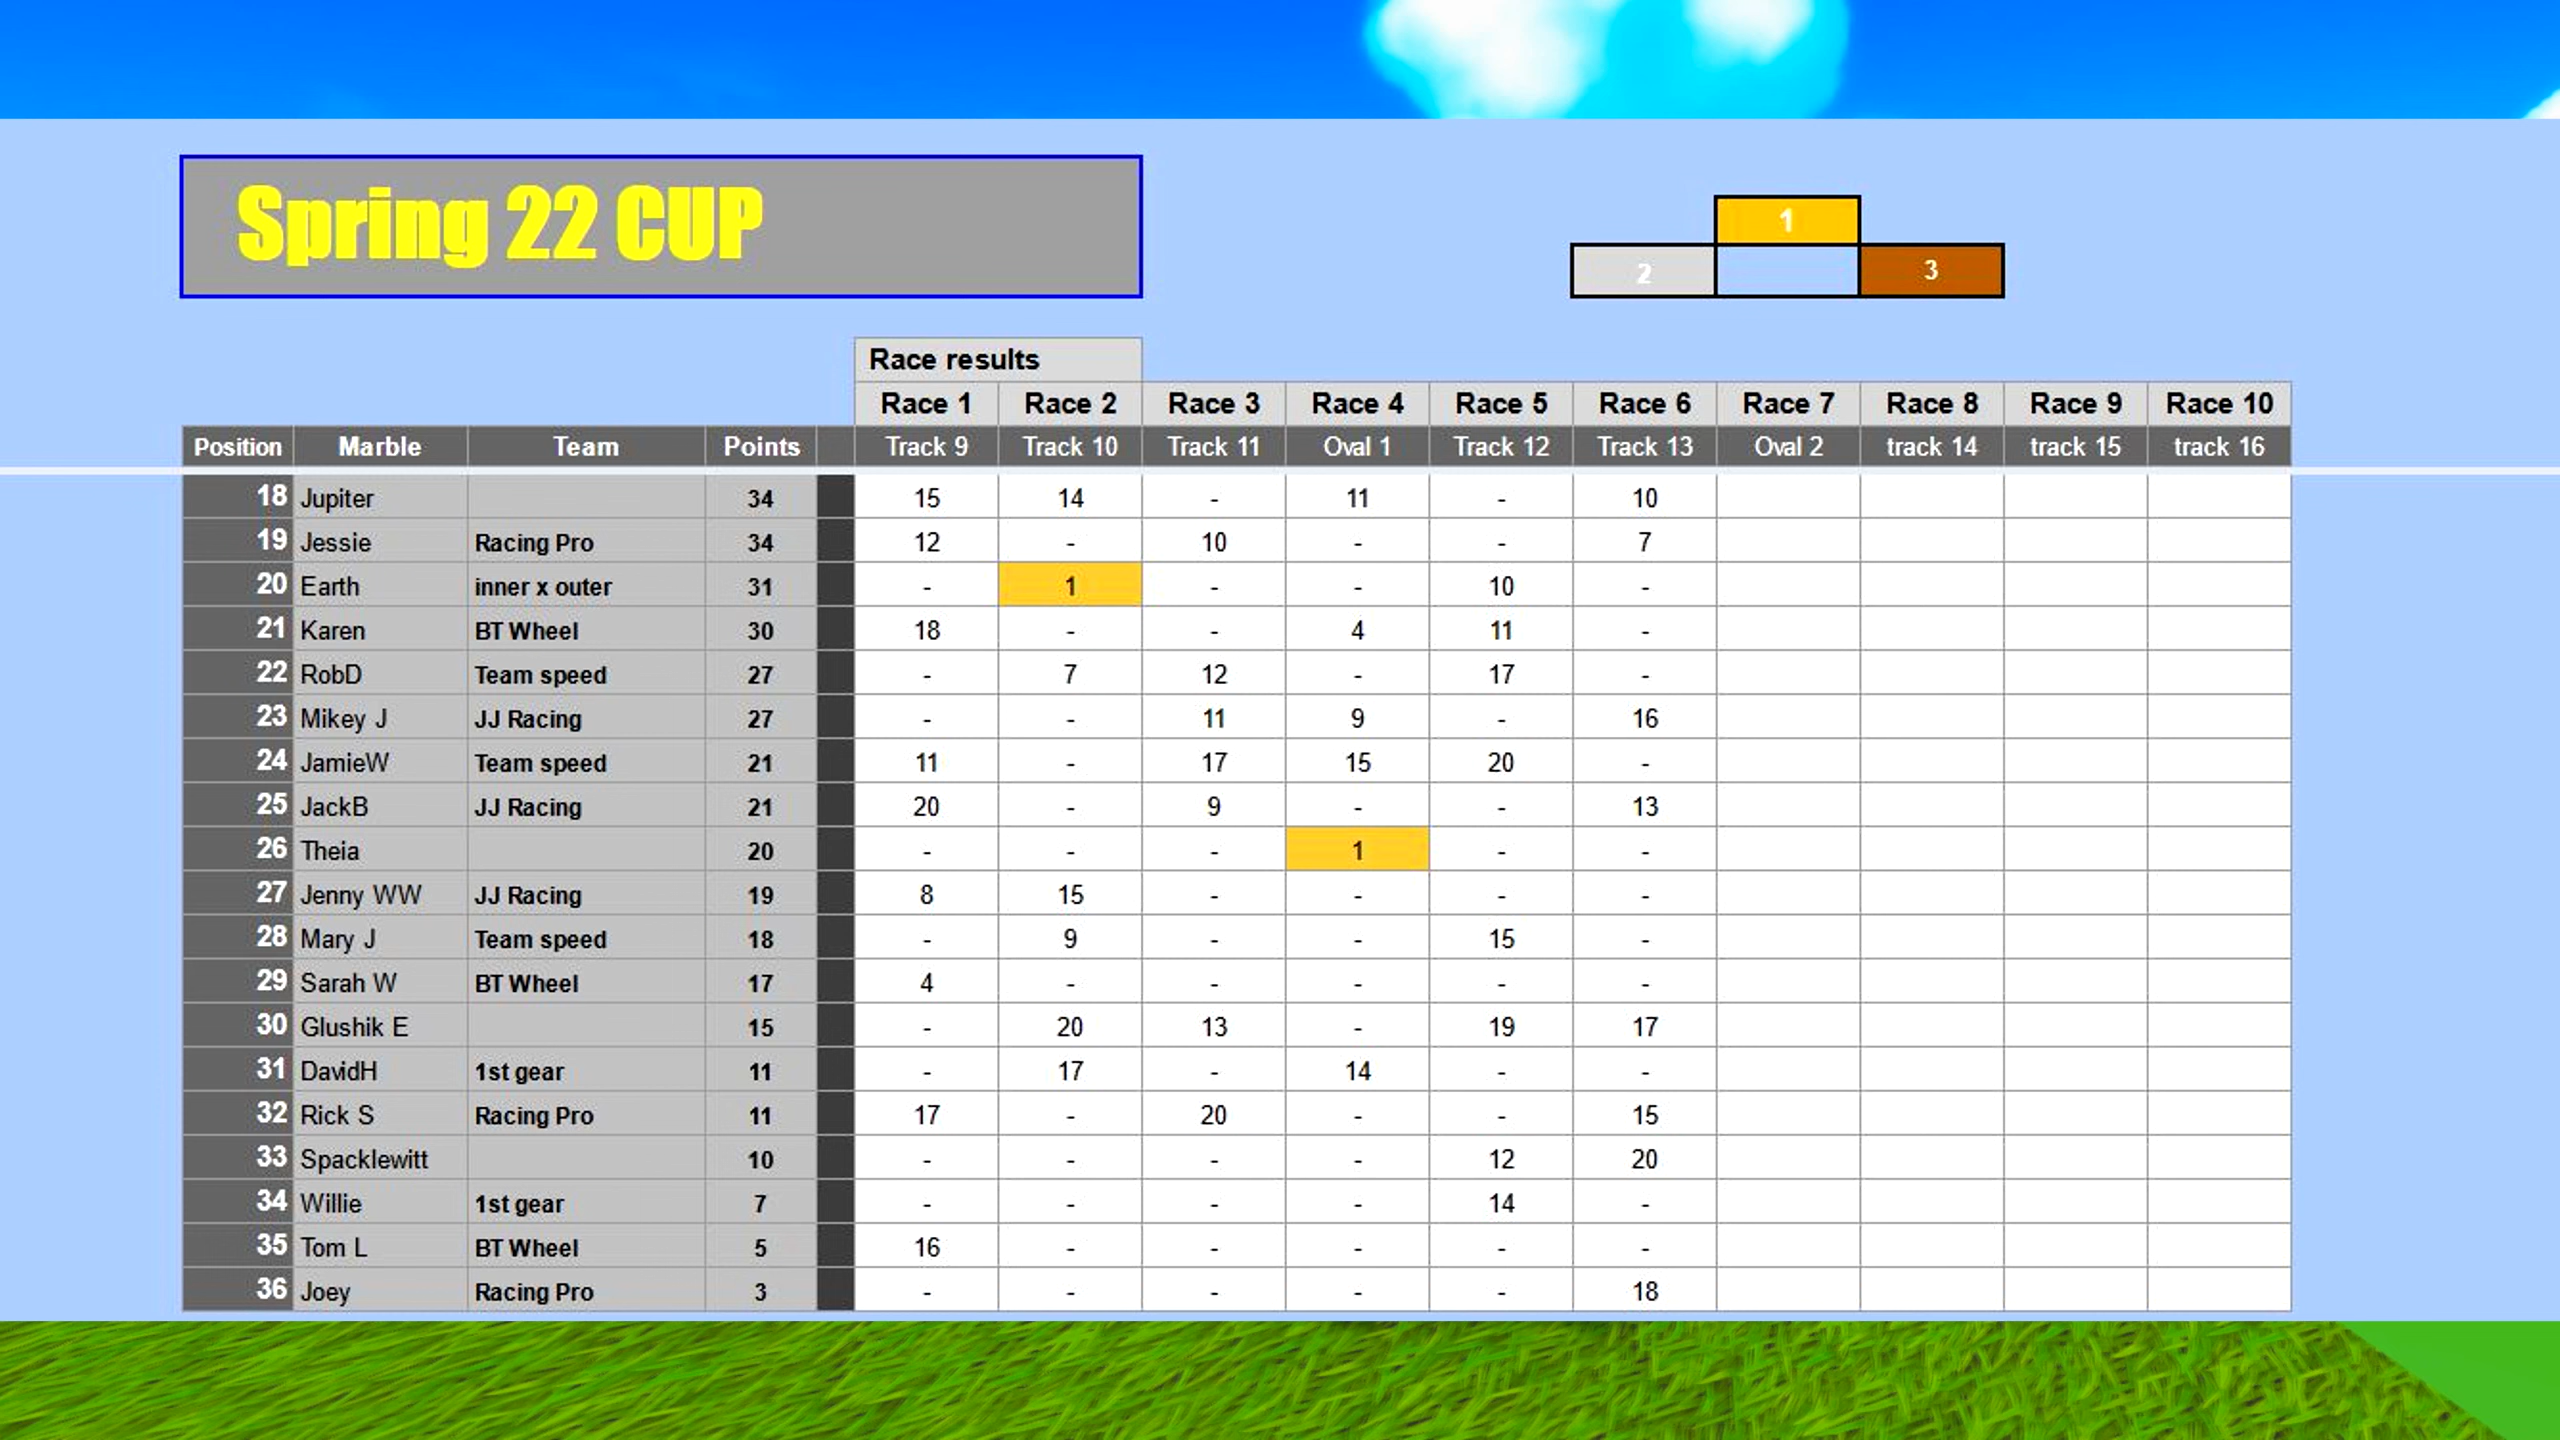 Spring 22 CUP
1
2
3
Race results
Race 1 Race 2 Race 3 Race 4 Race 5 Race 6 Race 7 Race 8 Race 9 Race 10
Position Marble Team Points Track 9 Track 10 Track 11 Oval 1 Track 12 Track 13 Oval 2 track 14 track 15 track 16
18 Jupiter 34 15 14 - 11 - 10
19 Jessie Racing Pro 34 12 - 10 - - 7
20 Earth inner x outer 31 - 1 - - 10 -
21 Karen BT Wheel 30 18 - - 4 11 -
22 RobD Team speed 27 - 7 12 - 17 -
23 Mikey J JJ Racing 27 - - 11 9 - 16
24 JamieW Team speed 21 11 - 17 15 20 -
25 JackB JJ Racing 21 20 - 9 - - 13
26 Theia 20 - - - 1 - -
27 Jenny WW JJ Racing 19 8 15 - - - -
28 Mary J Team speed 18 - 9 - - 15 -
29 Sarah W BT Wheel 17 4 - - - - -
30 Glushik E 15 - 20 13 - 19 17
31 DavidH 1st gear 11 - 17 - 14 - -
32 Rick S Racing Pro 11 17 - 20 - - 15
33 Spacklewitt 10 - - - - 12 20
34 Willie 1st gear 7 - - - - 14 -
35 Tom L BT Wheel 5 16 - - - - -
36 Joey Racing Pro 3 - - - - - 18